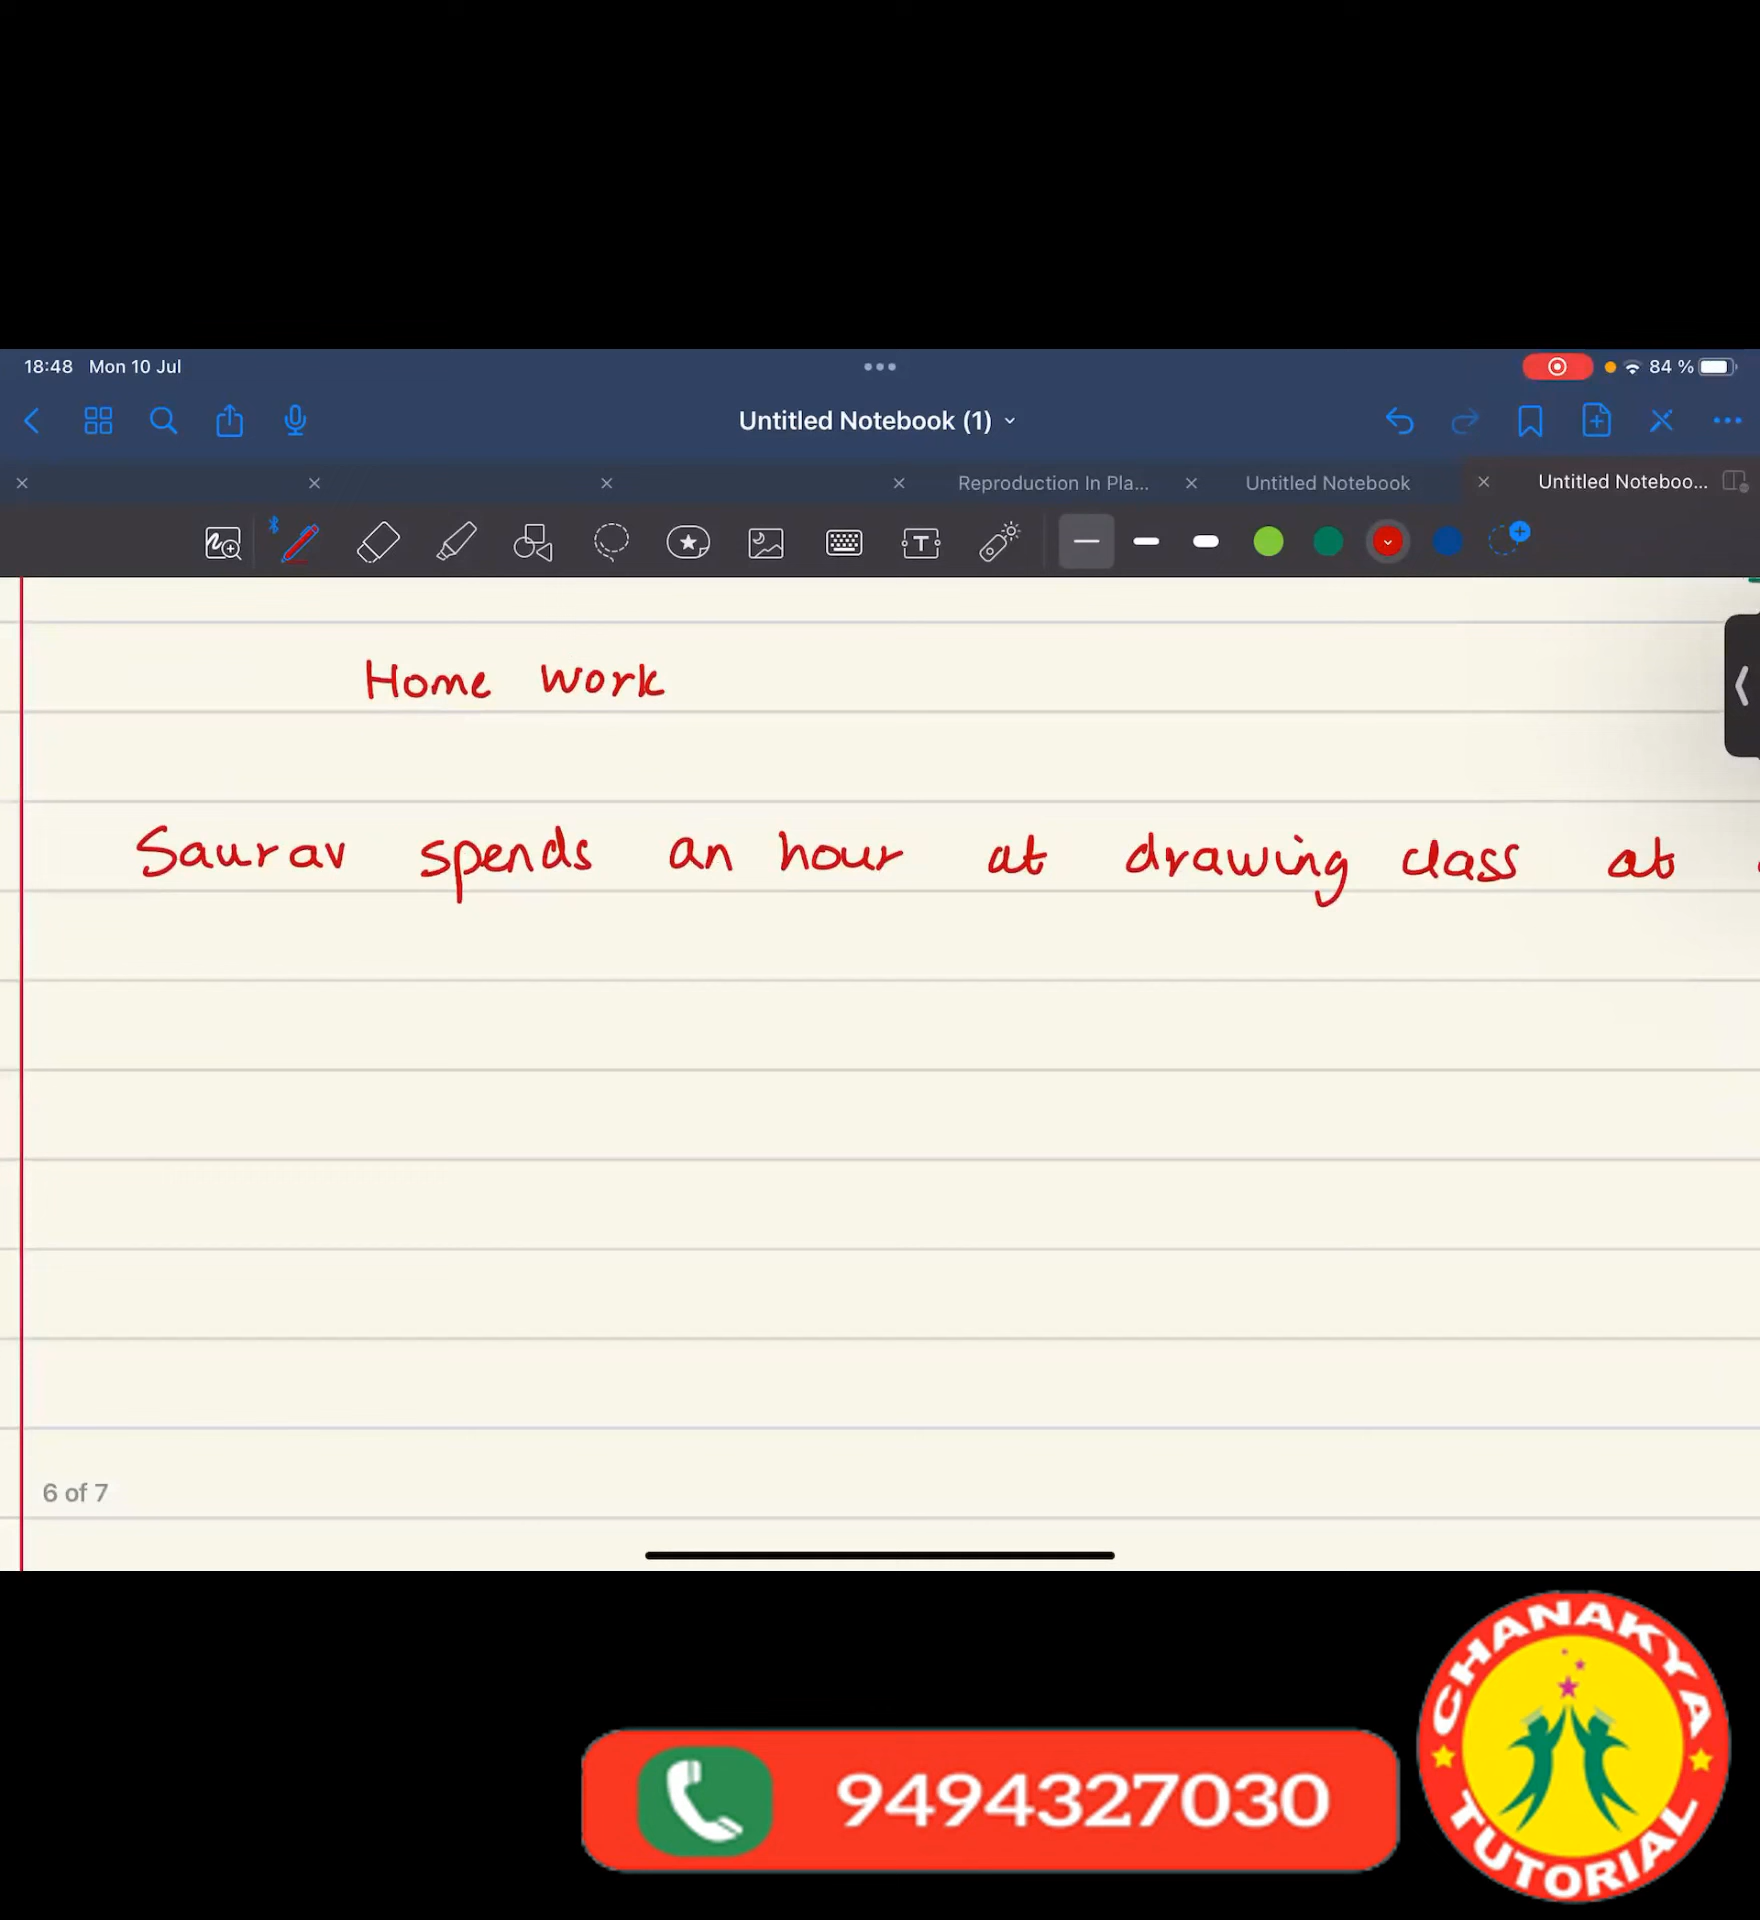 18:48 Mon 10 Jul
84 %
Untitled Notebook (1)
Reproduction In Pla... Untitled Notebook Untitled Noteboo...
T
Home work
Saurav spends an hour at drawing class at
6 of 7
9494327030
CHANAKYA
TUTORIAL